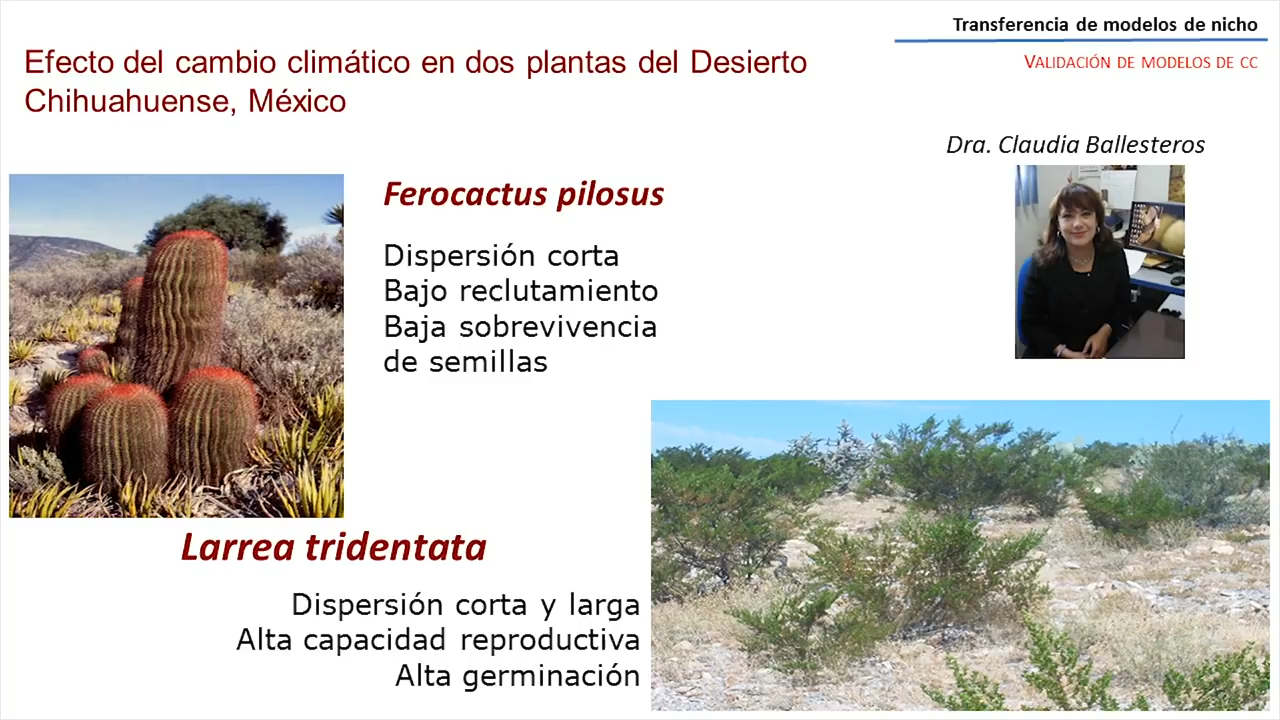 Transferencia de modelos de nicho
VALIDACIÓN DE MODELOS DE CC
Efecto del cambio climático en dos plantas del Desierto
Chihuahuense, México
Dra. Claudia Ballesteros
Ferocactus pilosus
Dispersión corta
Bajo reclutamiento
Baja sobrevivencia
de semillas
Larrea tridentata
Dispersión corta y larga
Alta capacidad reproductiva
Alta germinación